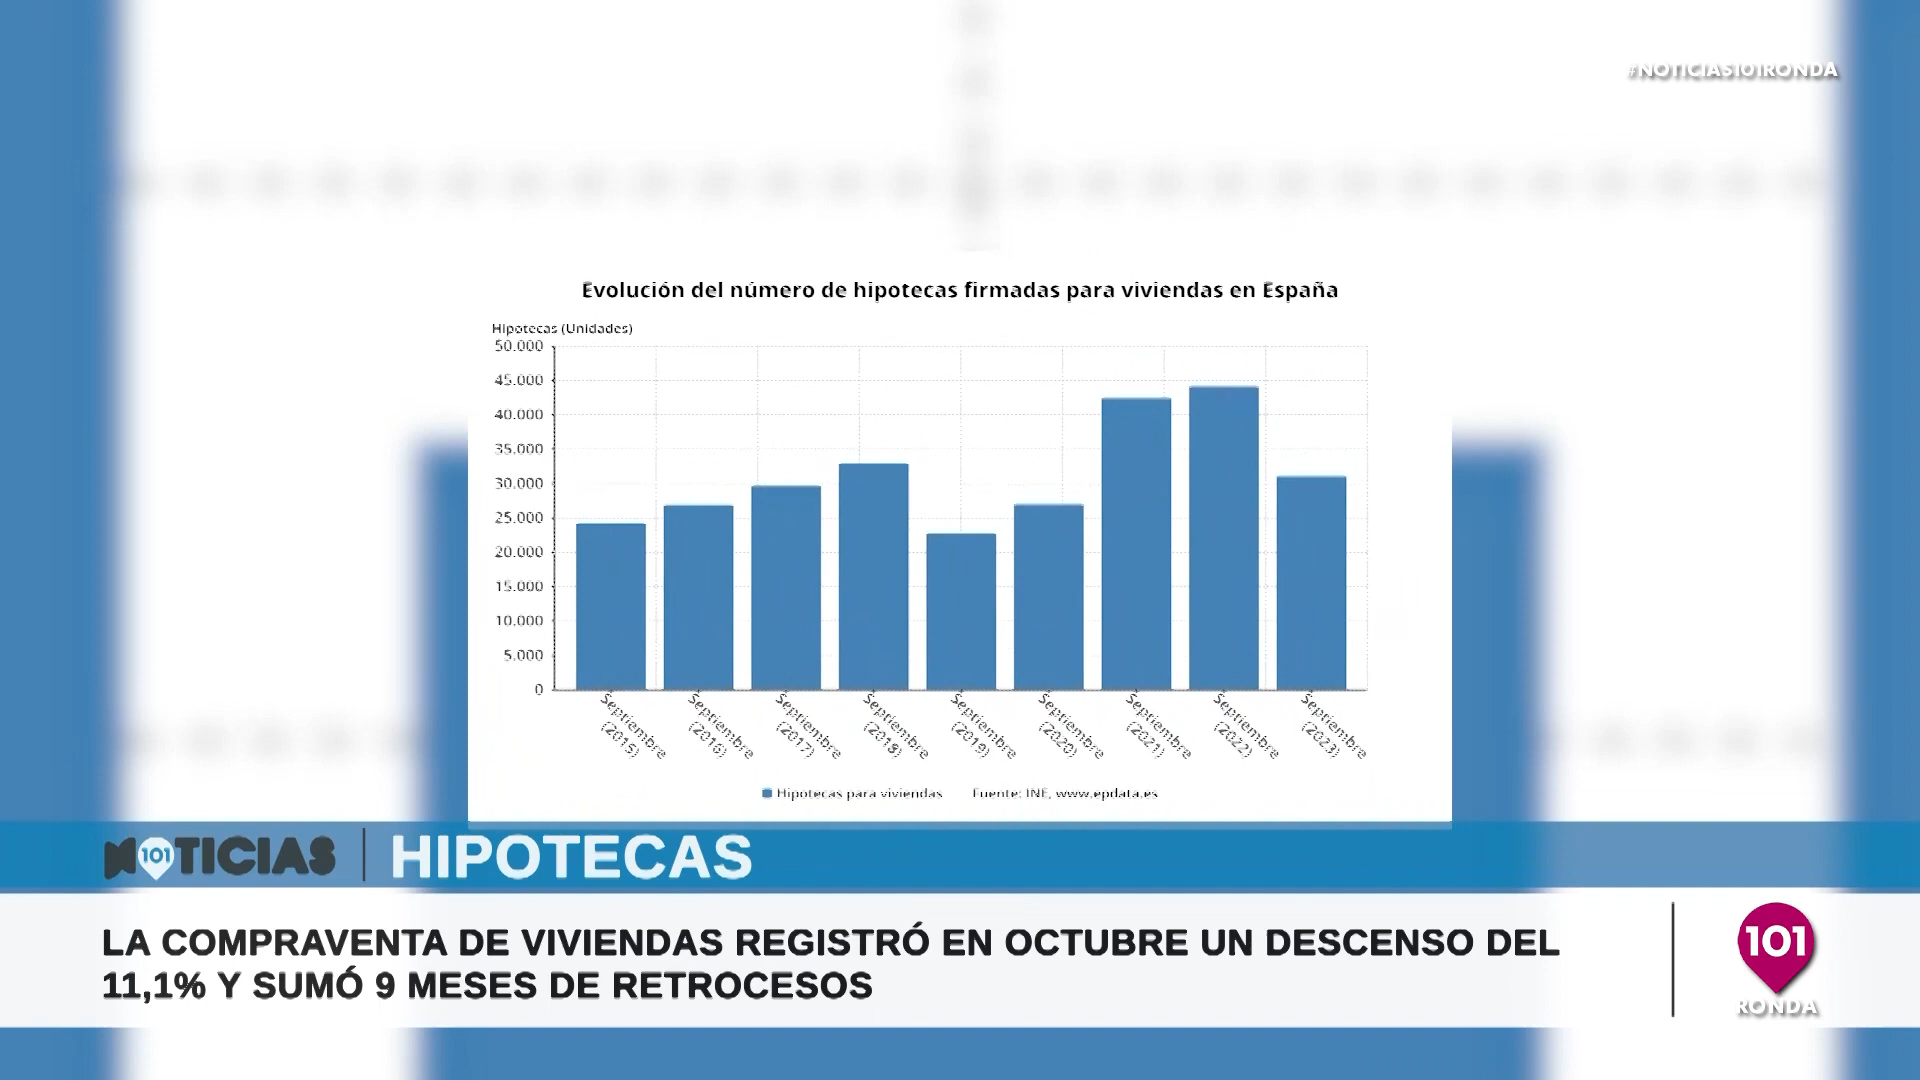 #NOTICIAS101RONDA
Evolución del número de hipotecas firmadas para viviendas en España
Hipotecas (Unidades)
50.000
45.000
40.000
35.000
30.000
25.000
20.000
15.000
10.000
5.000
0
Septiembre
(2015)
Septiembre
(2016)
Septiembre
(2017)
Septiembre
(2018)
Septiembre
(2019)
Septiembre
(2020)
Septiembre
(2021)
Septiembre
(2022)
Septiembre
(2023)
Hipotecas para viviendas Fuente: INE, www.epdata.es
NOTICIAS 101 HIPOTECAS
LA COMPRAVENTA DE VIVIENDAS REGISTRÓ EN OCTUBRE UN DESCENSO DEL
11,1% Y SUMÓ 9 MESES DE RETROCESOS
101
RONDA